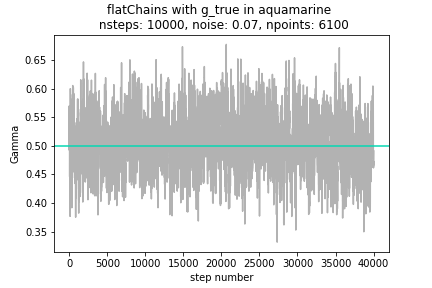 flatChains with g_true in aquamarine
nsteps: 10000, noise: 0.07, npoints: 6100
0.65
0.60
0.55
0.50
0.45
0.40
0.35
Gamma
0 5000 10000 15000 20000 25000 30000 35000 40000
step number